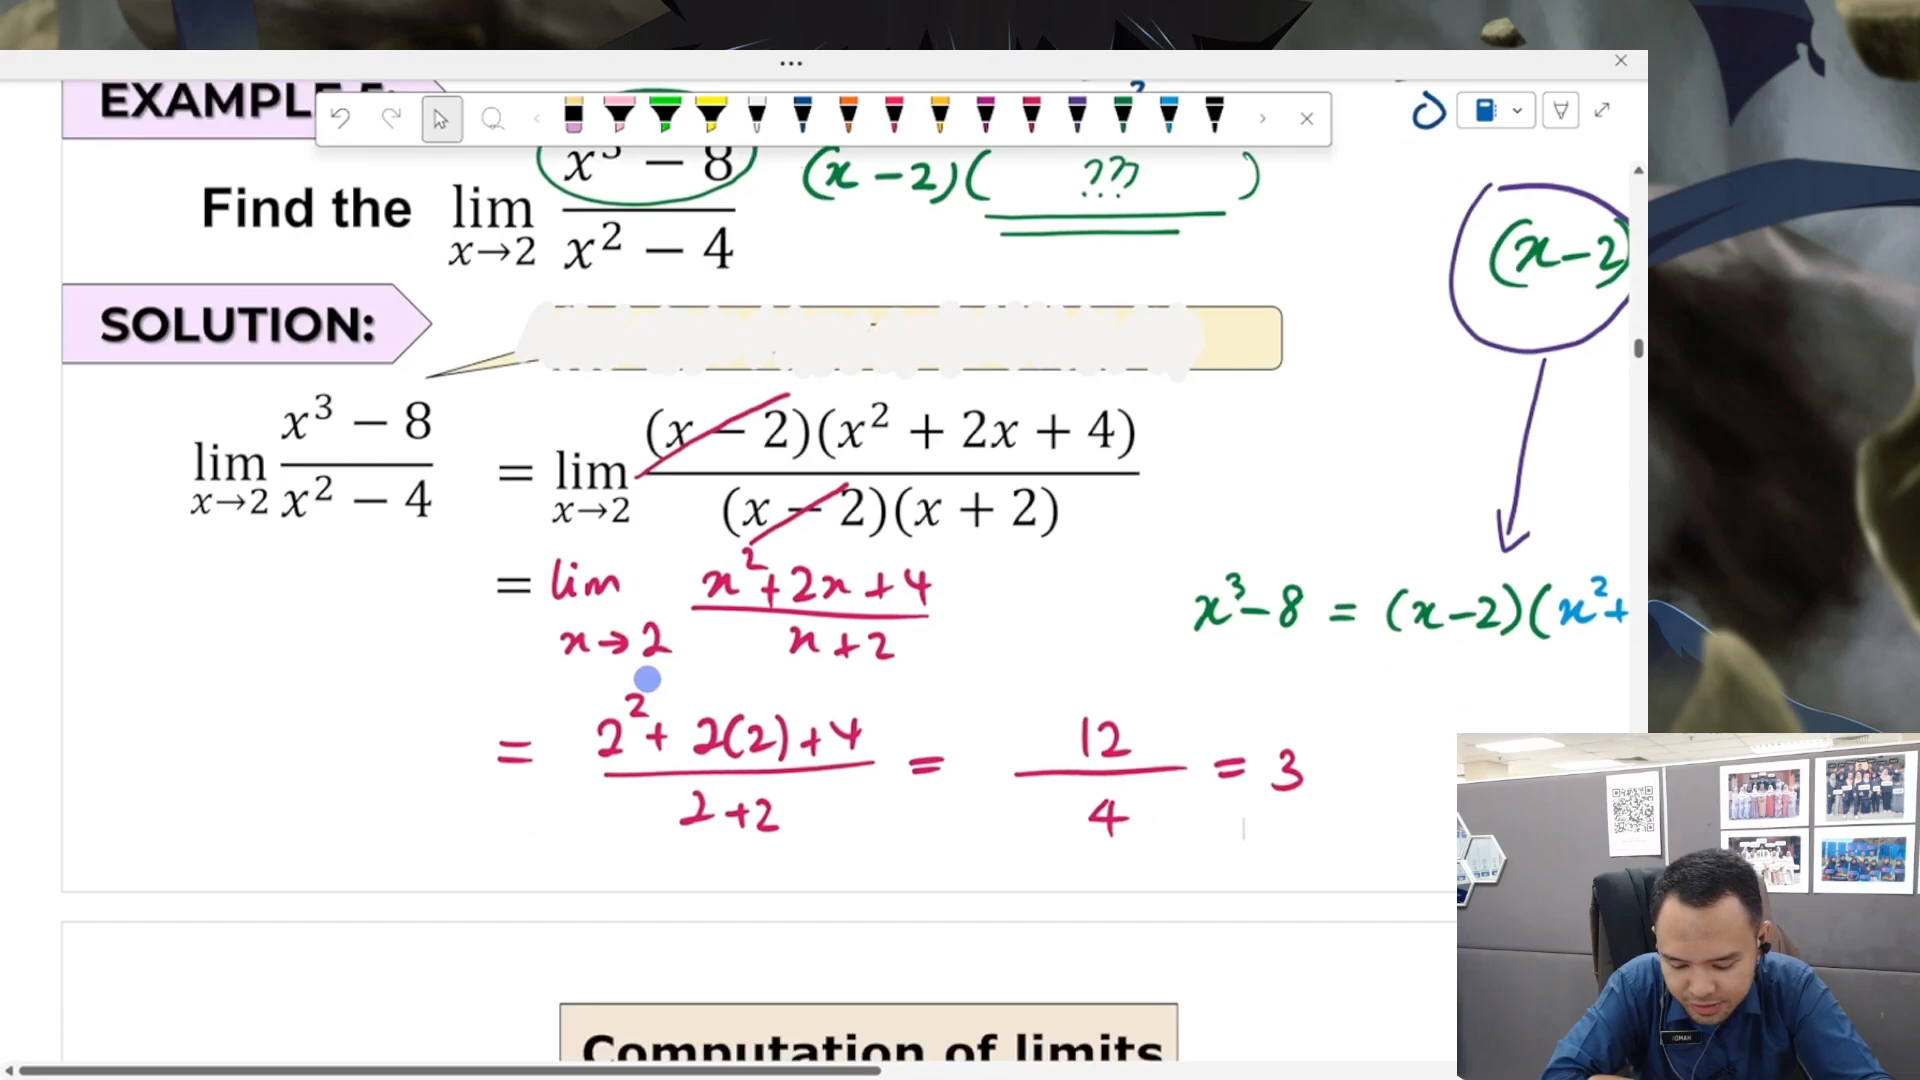 EXAMPLE
Find the lim x→2 x³ − 8 / x² − 4
(x−2)( ??? )
(x−2)
SOLUTION:
lim x→2 x³ − 8 / x² − 4 = lim x→2 (x − 2)(x² + 2x + 4) / (x − 2)(x + 2)
= lim x→2 x²+2x+4 / x+2
x³−8 = (x−2)(x²+
= 2²+ 2(2)+4 / 2+2 = 12 / 4 = 3
Computation of limits